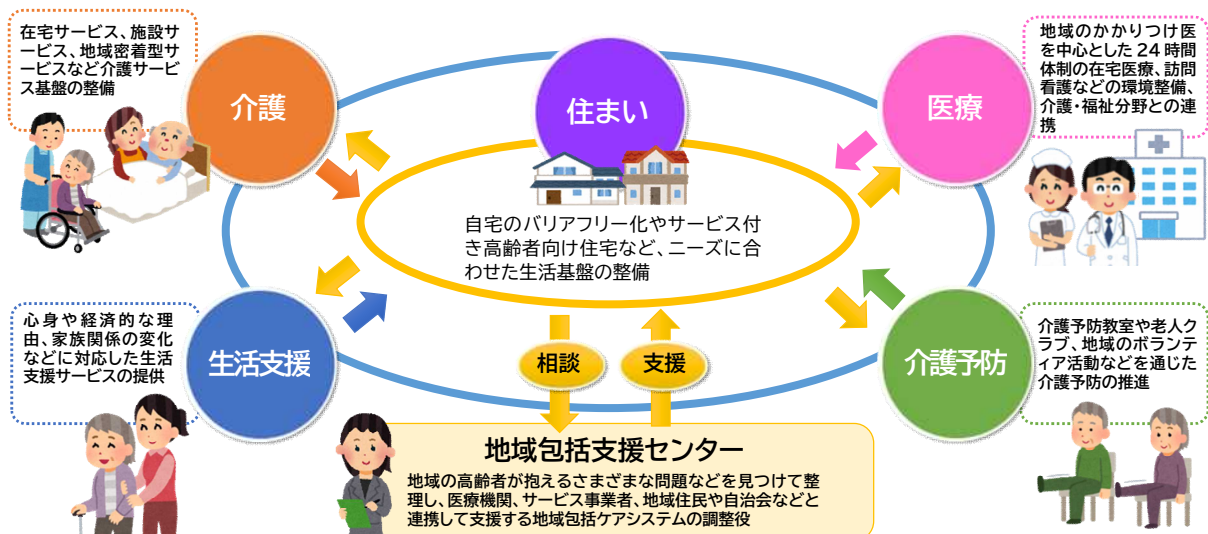 在宅サービス、施設サ
ービス、地域密着型サ
ービスなど介護サービ
ス基盤の整備
介護
住まい
医療
地域のかかりつけ医
を中心とした24時間
体制の在宅医療、訪問
看護などの環境整備、
介護・福祉分野との連
携
自宅のバリアフリー化やサービス付
き高齢者向け住宅など、ニーズに合
わせた生活基盤の整備
心身や経済的な理
由、家族関係の変化
などに対応した生活
支援サービスの提供
生活支援
相談
支援
介護予防
介護予防教室や老人ク
ラブ、地域のボランテ
ィア活動などを通じた
介護予防の推進
地域包括支援センター
地域の高齢者が抱えるさまざまな問題などを見つけて整
理し、医療機関、サービス事業者、地域住民や自治会などと
連携して支援する地域包括ケアシステムの調整役